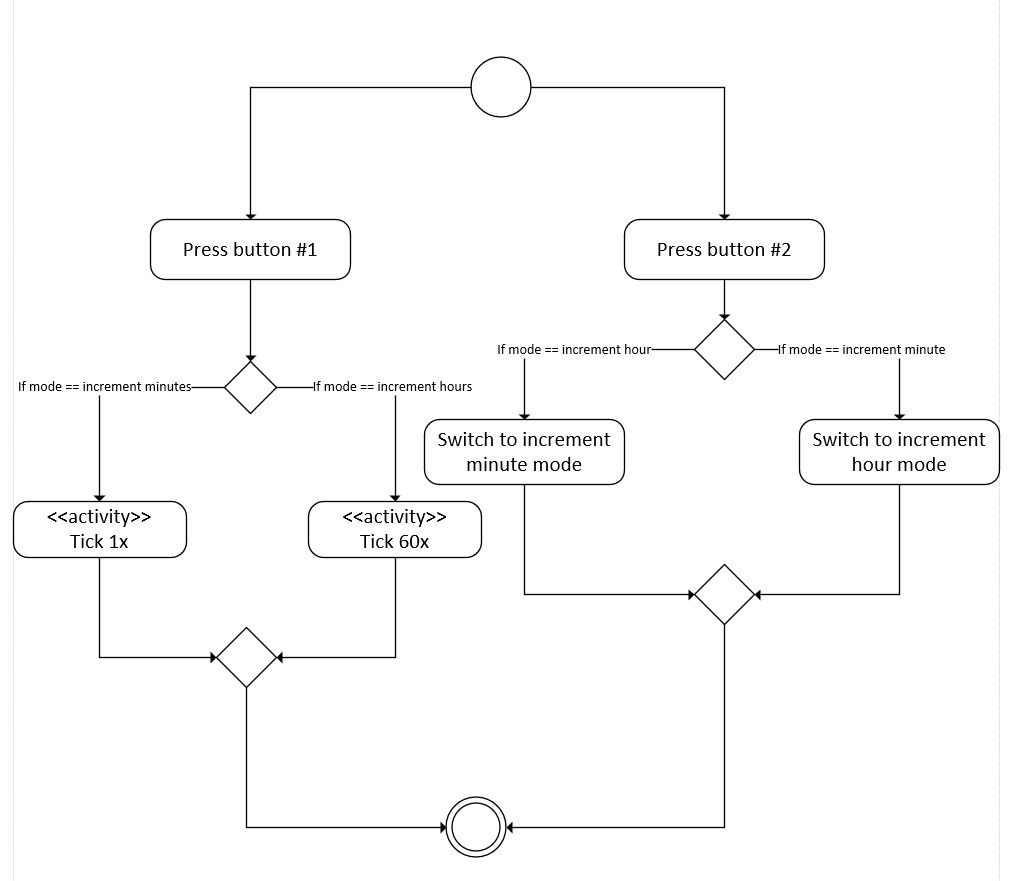 Press button #1
Press button #2
If mode == increment hour
If mode == increment minute
If mode == increment minutes
If mode == increment hours
Switch to increment
minute mode
Switch to increment
hour mode
<<activity>>
Tick 1x
<<activity>>
Tick 60x